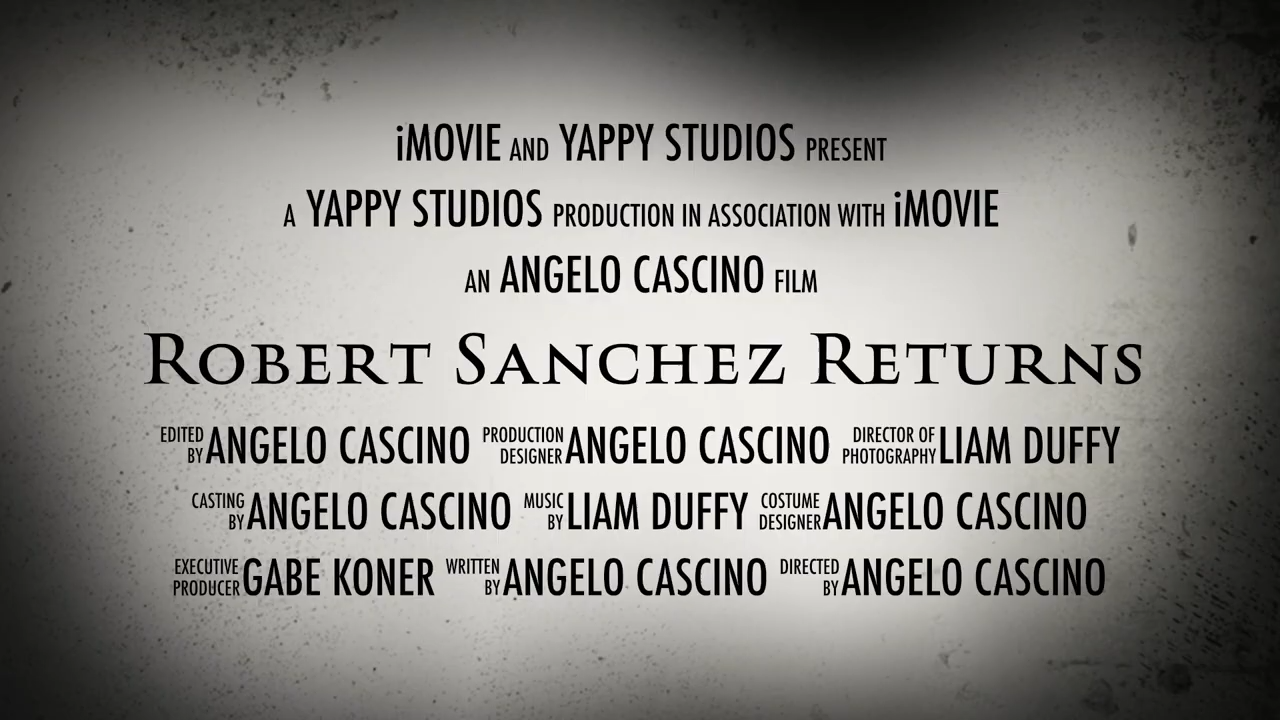 iMOVIE AND YAPPY STUDIOS PRESENT
A YAPPY STUDIOS PRODUCTION IN ASSOCIATION WITH iMOVIE
AN ANGELO CASCINO FILM
ROBERT SANCHEZ RETURNS
EDITED BY ANGELO CASCINO PRODUCTION DESIGNER ANGELO CASCINO DIRECTOR OF PHOTOGRAPHY LIAM DUFFY
CASTING BY ANGELO CASCINO MUSIC BY LIAM DUFFY COSTUME DESIGNER ANGELO CASCINO
EXECUTIVE PRODUCER GABE KONER WRITTEN BY ANGELO CASCINO DIRECTED BY ANGELO CASCINO